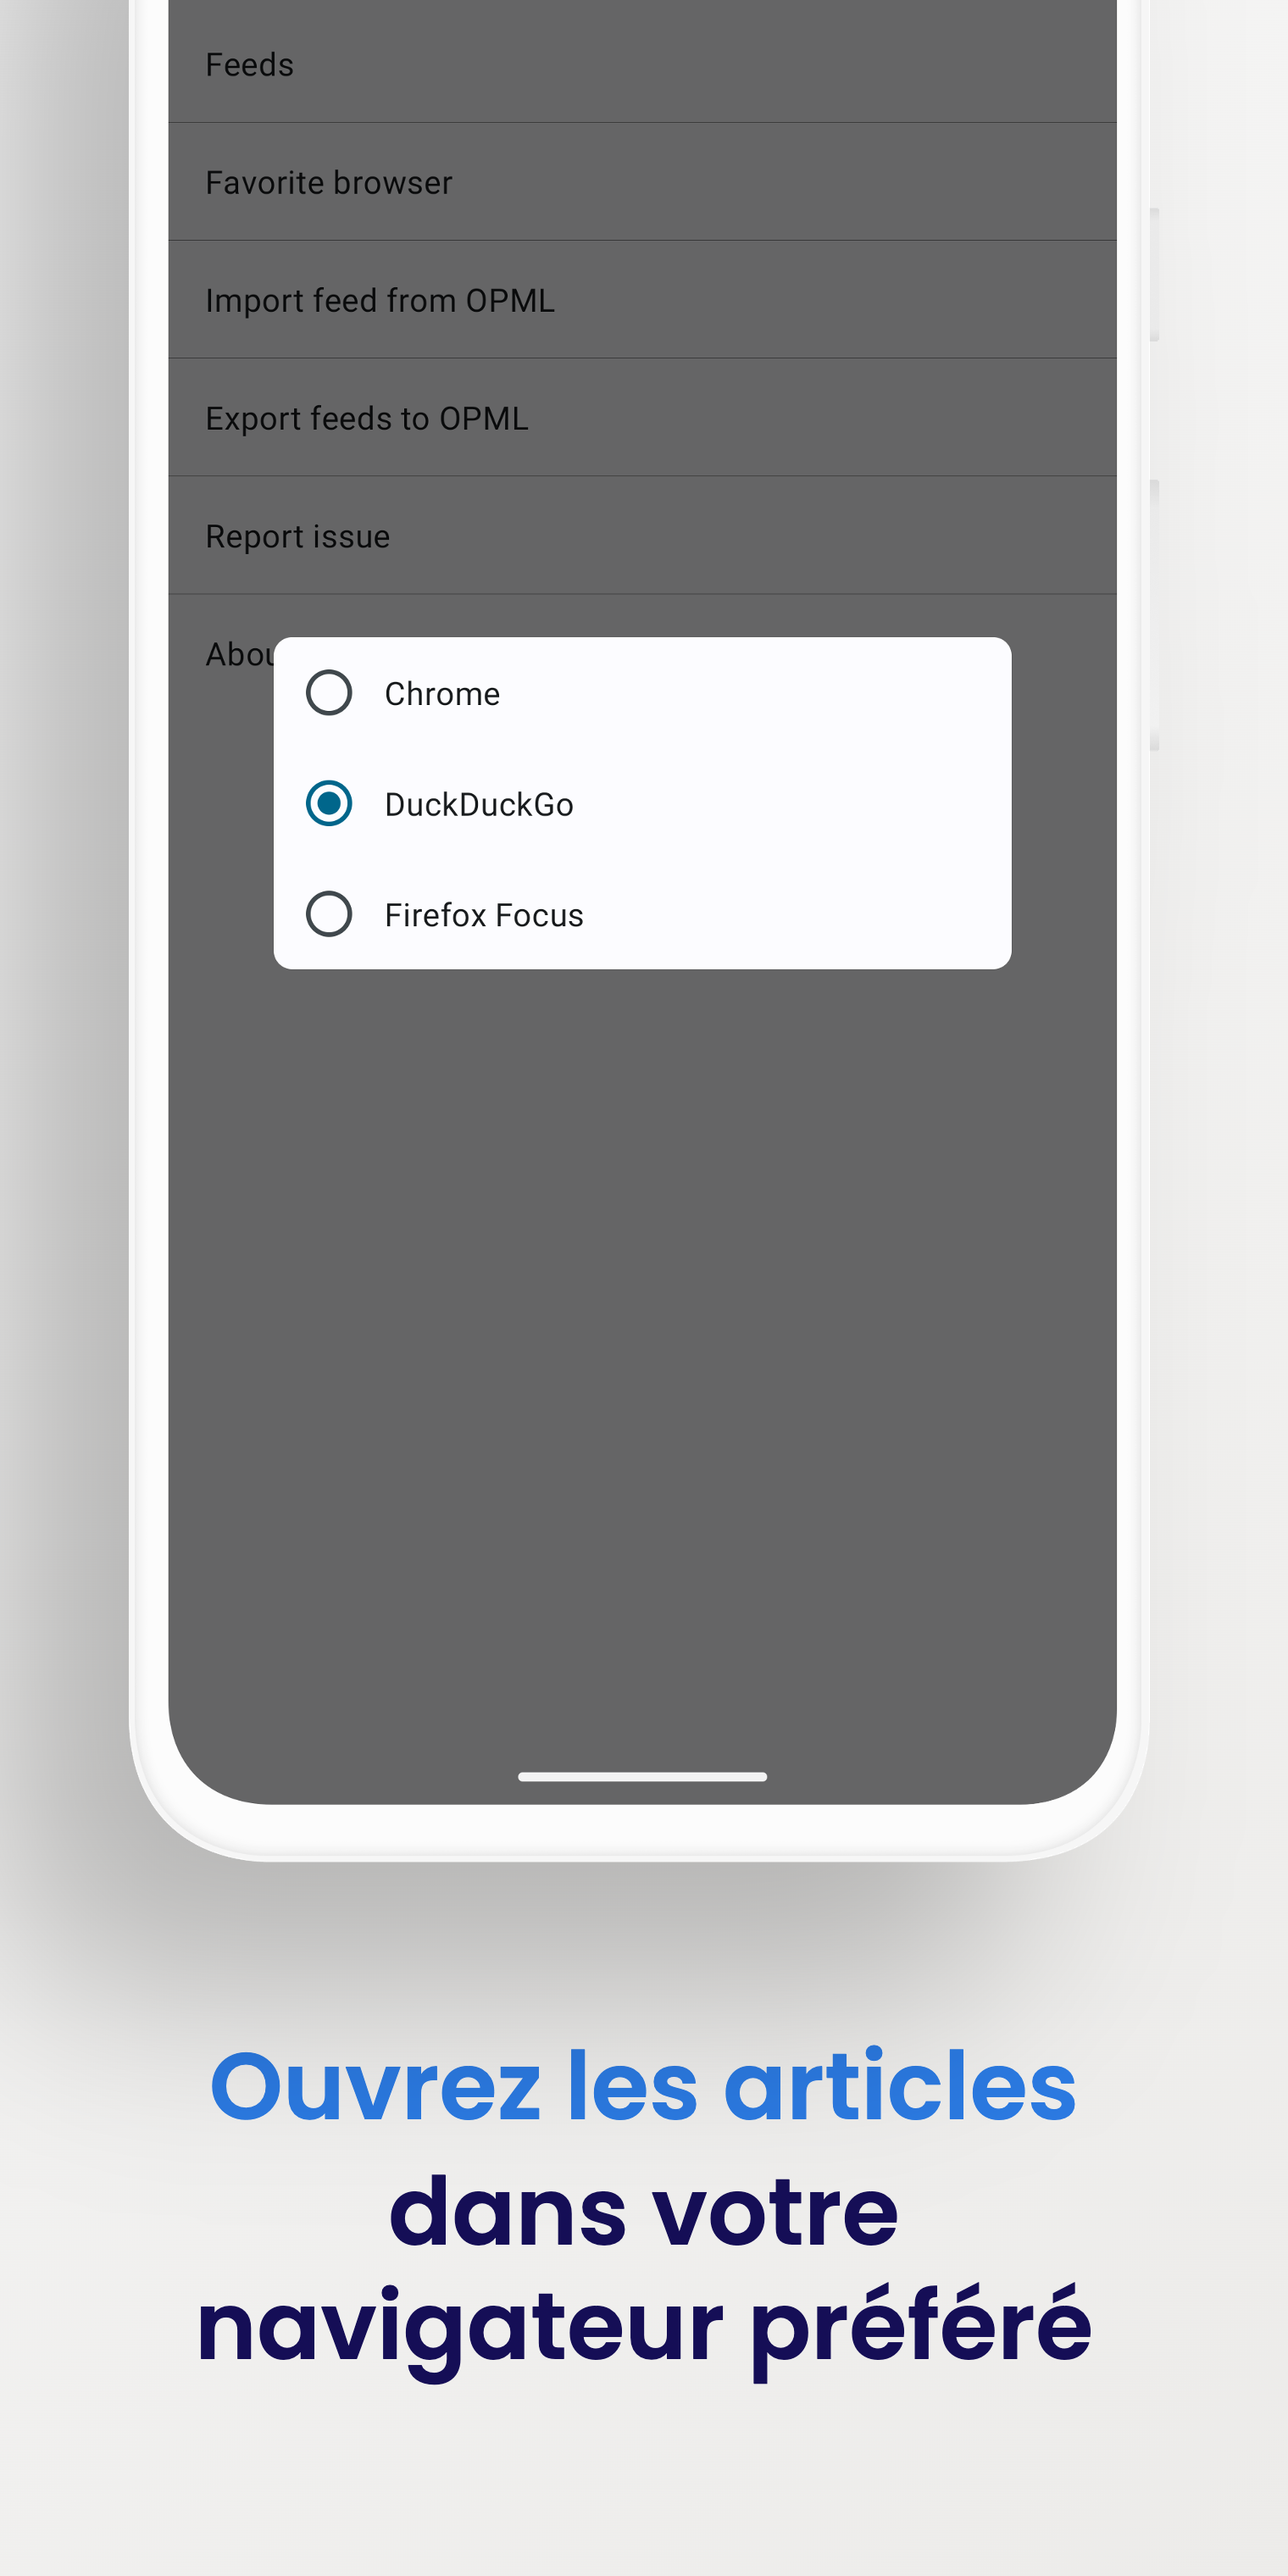 Feeds
Favorite browser
Import feed from OPML
Export feeds to OPML
Report issue
Abou
Chrome
DuckDuckGo
Firefox Focus
Ouvrez les articles
dans votre
navigateur préféré